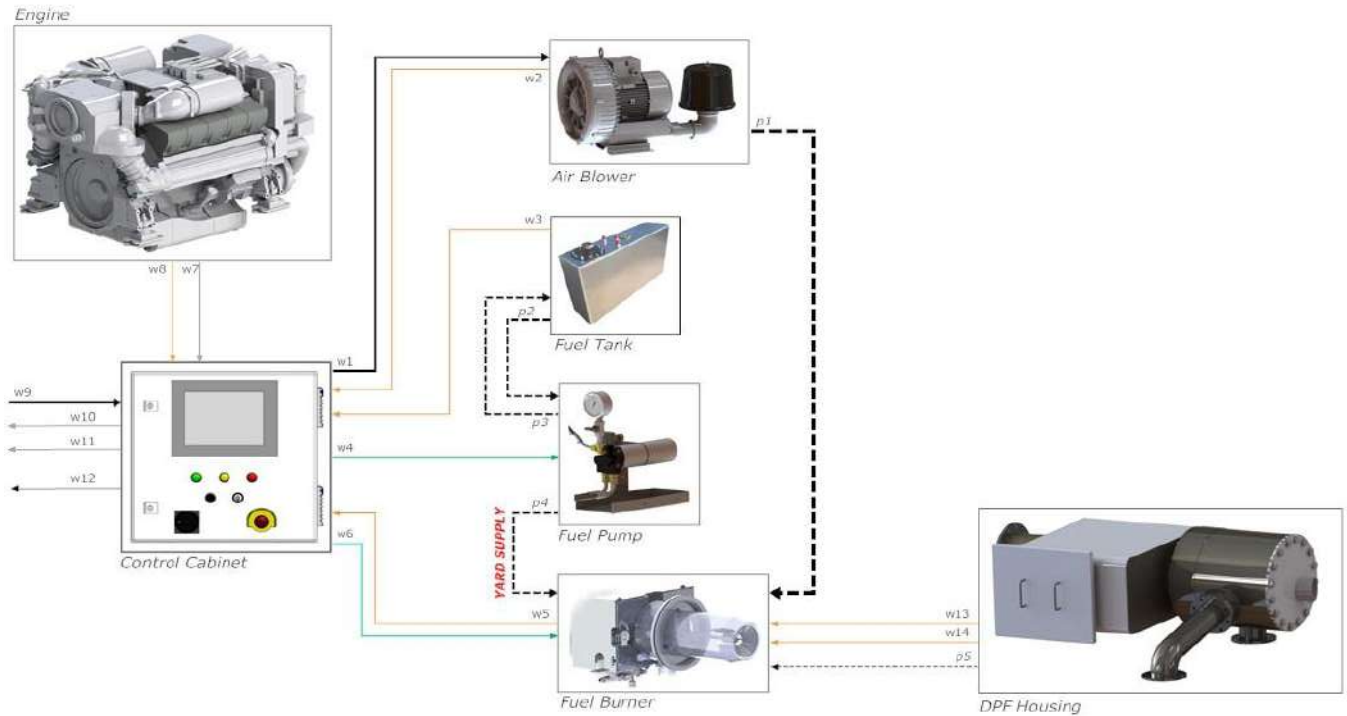 Engine
w2
p1
Air Blower
w3
w8
w7
p2
Fuel Tank
w1
w9
w10
p3
w11
w4
w12
p4
YARD SUPPLY
Fuel Pump
w6
Control Cabinet
w5
w13
w14
p5
Fuel Burner
DPF Housing